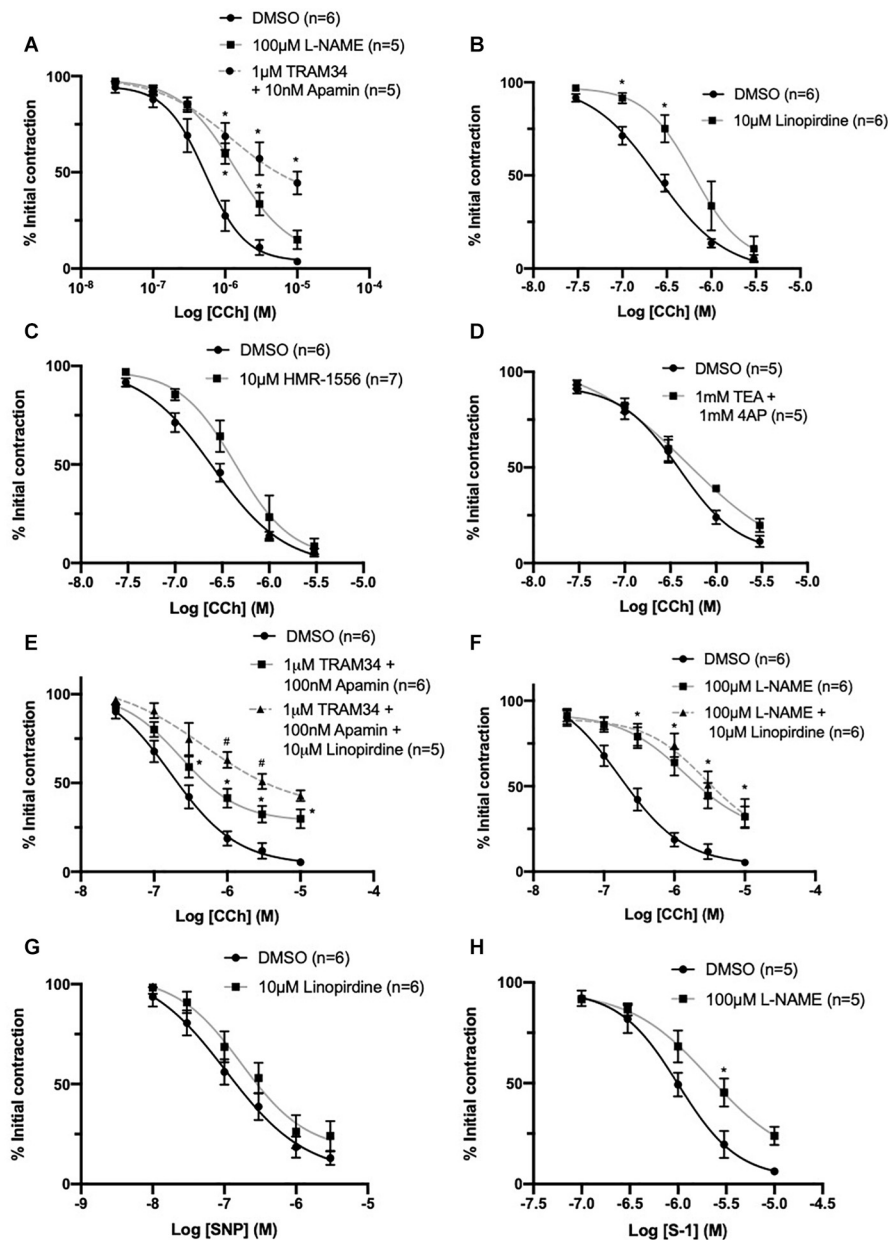 A
DMSO (n=6)
100µM L-NAME (n=5)
1µM TRAM34
+ 10nM Apamin (n=5)
% Initial contraction
100
50
0
* * *
* *
10-8 10-7 10-6 10-5 10-4
Log [CCh] (M)
B
DMSO (n=6)
10µM Linopirdine (n=6)
% Initial contraction
100
50
0
* *
-8.0 -7.5 -7.0 -6.5 -6.0 -5.5 -5.0
Log [CCh] (M)
C
DMSO (n=6)
10µM HMR-1556 (n=7)
% Initial contraction
100
50
0
-8.0 -7.5 -7.0 -6.5 -6.0 -5.5 -5.0
Log [CCh] (M)
D
DMSO (n=5)
1mM TEA +
1mM 4AP (n=5)
% Initial contraction
100
50
0
-8.0 -7.5 -7.0 -6.5 -6.0 -5.5 -5.0
Log [CCh] (M)
E
DMSO (n=6)
1µM TRAM34 +
100nM Apamin (n=6)
1µM TRAM34 +
100nM Apamin +
10µM Linopirdine (n=5)
% Initial contraction
100
50
0
# #
* * * *
-8 -7 -6 -5 -4
Log [CCh] (M)
F
DMSO (n=6)
100µM L-NAME (n=6)
100µM L-NAME +
10µM Linopirdine (n=6)
% Initial contraction
100
50
0
* * * *
-8 -7 -6 -5 -4
Log [CCh] (M)
G
DMSO (n=6)
10µM Linopirdine (n=6)
% Initial contraction
100
50
0
-9 -8 -7 -6 -5
Log [SNP] (M)
H
DMSO (n=5)
100µM L-NAME (n=5)
% Initial contraction
100
50
0
*
-7.5 -7.0 -6.5 -6.0 -5.5 -5.0 -4.5
Log [S-1] (M)